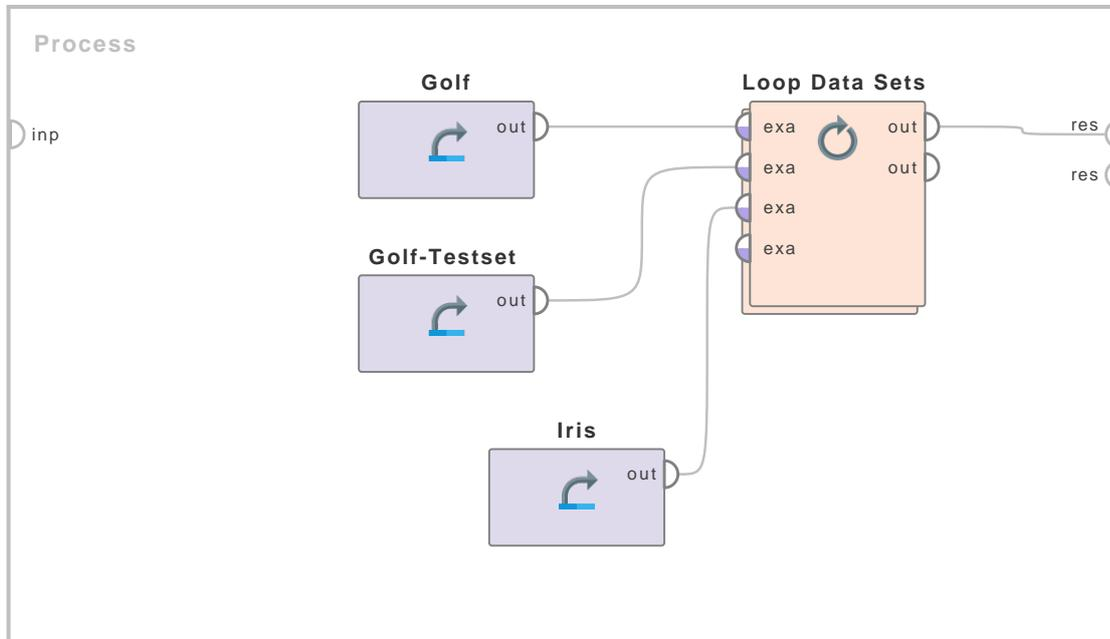 Process
inp
Golf
out
Loop Data Sets
exa
out
exa
out
exa
exa
res
res
Golf-Testset
out
Iris
out